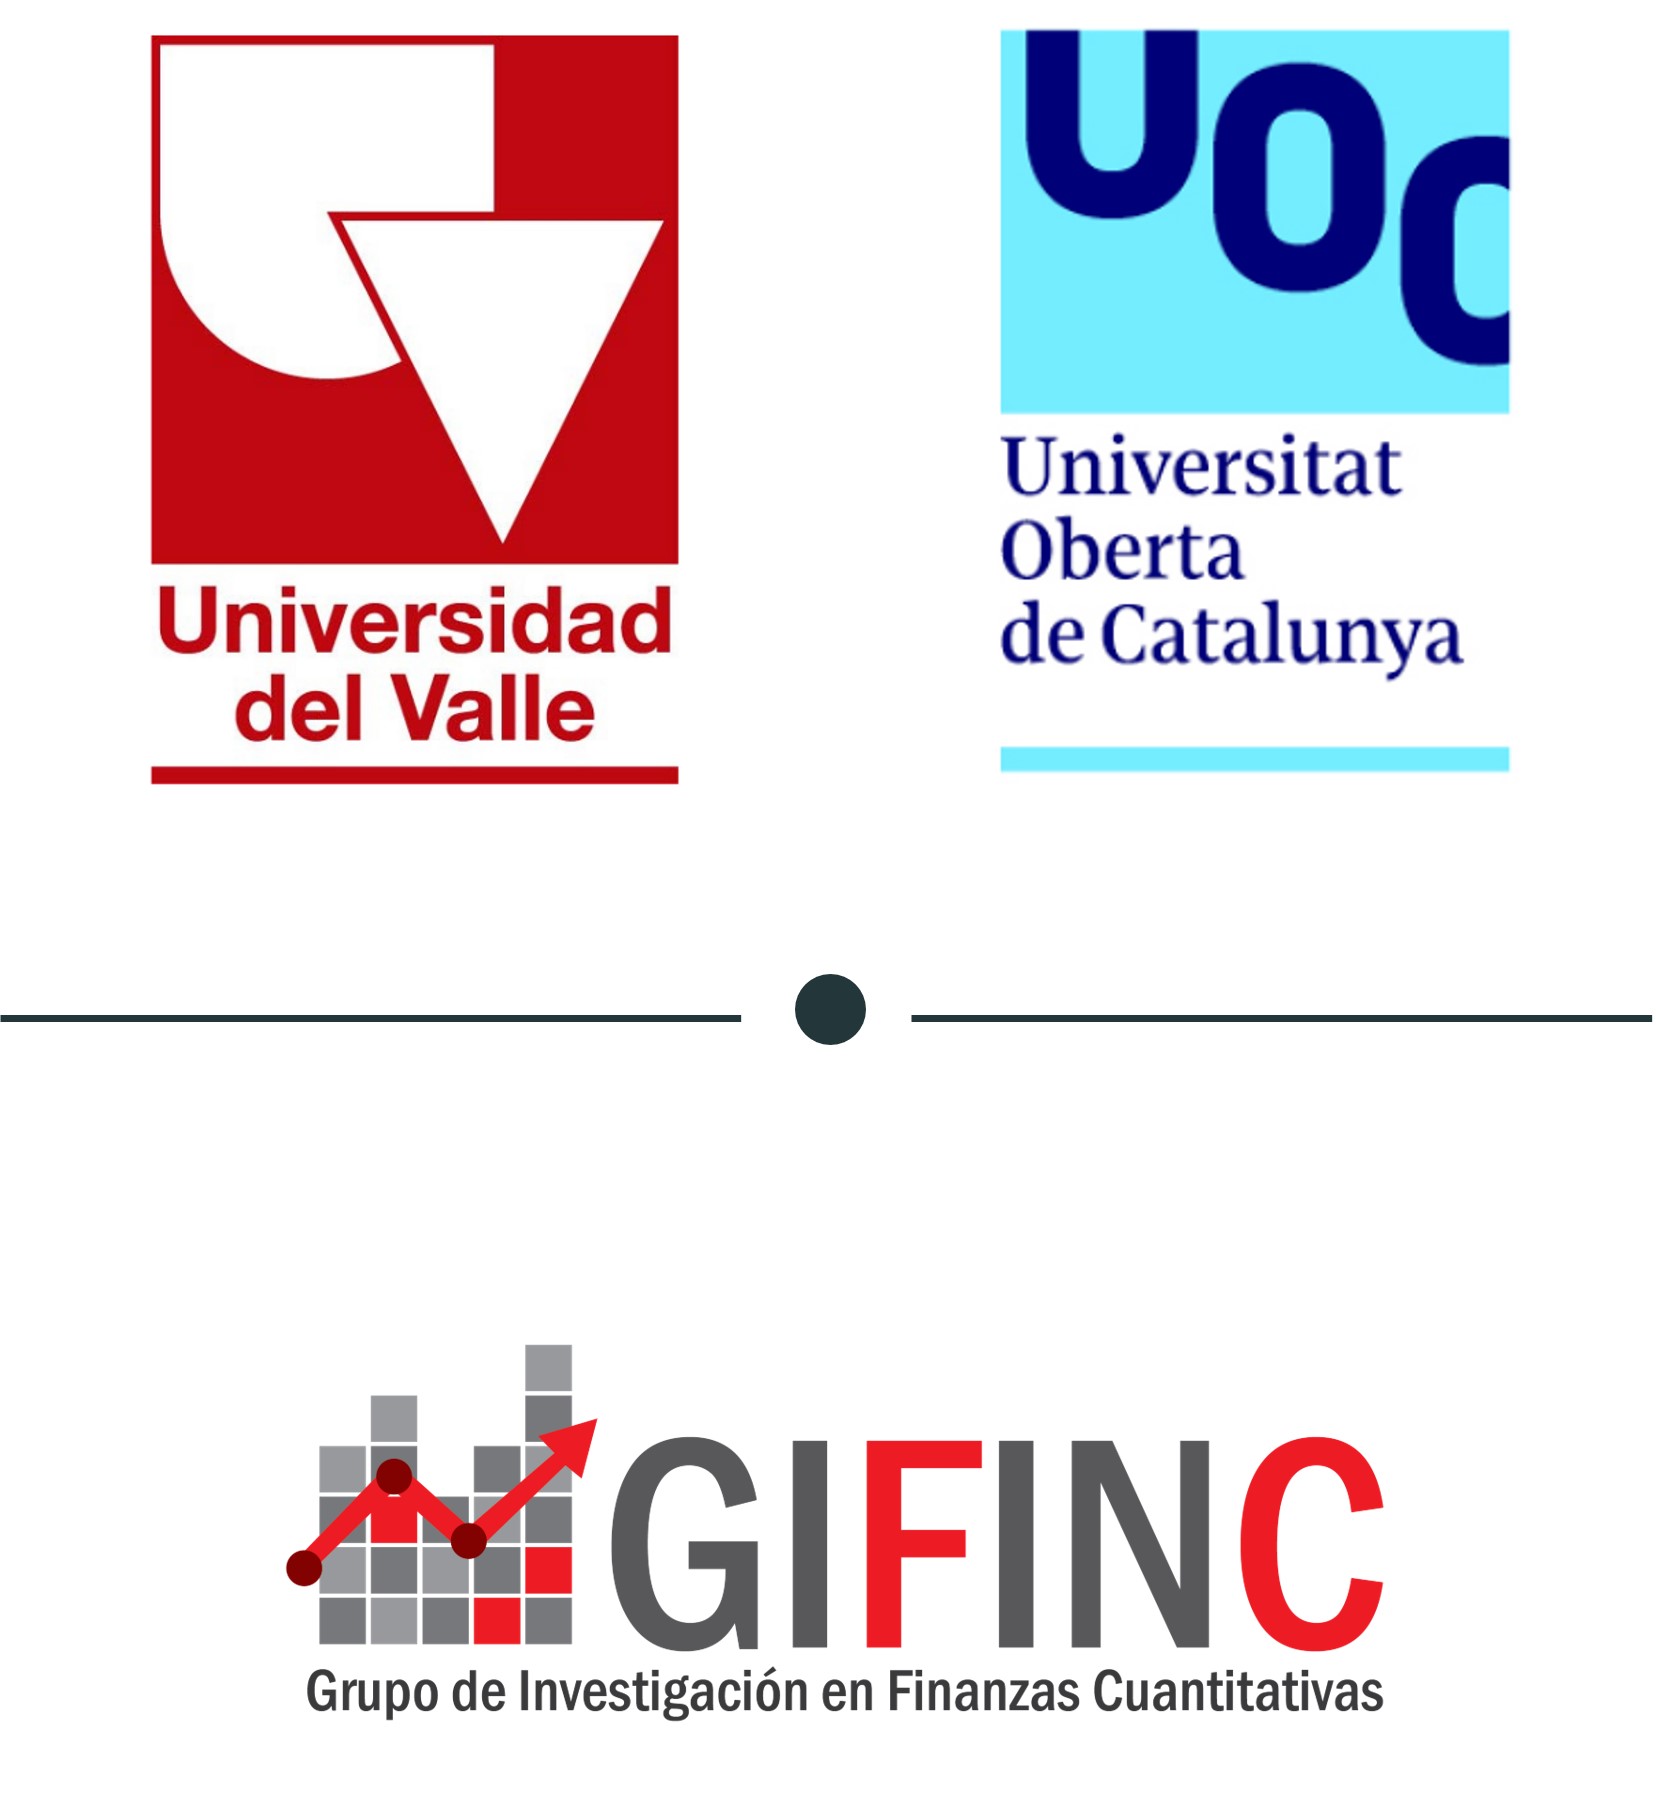 Universidad
del Valle
UOC
Universitat
Oberta
de Catalunya
GIFINC
Grupo de Investigación en Finanzas Cuantitativas